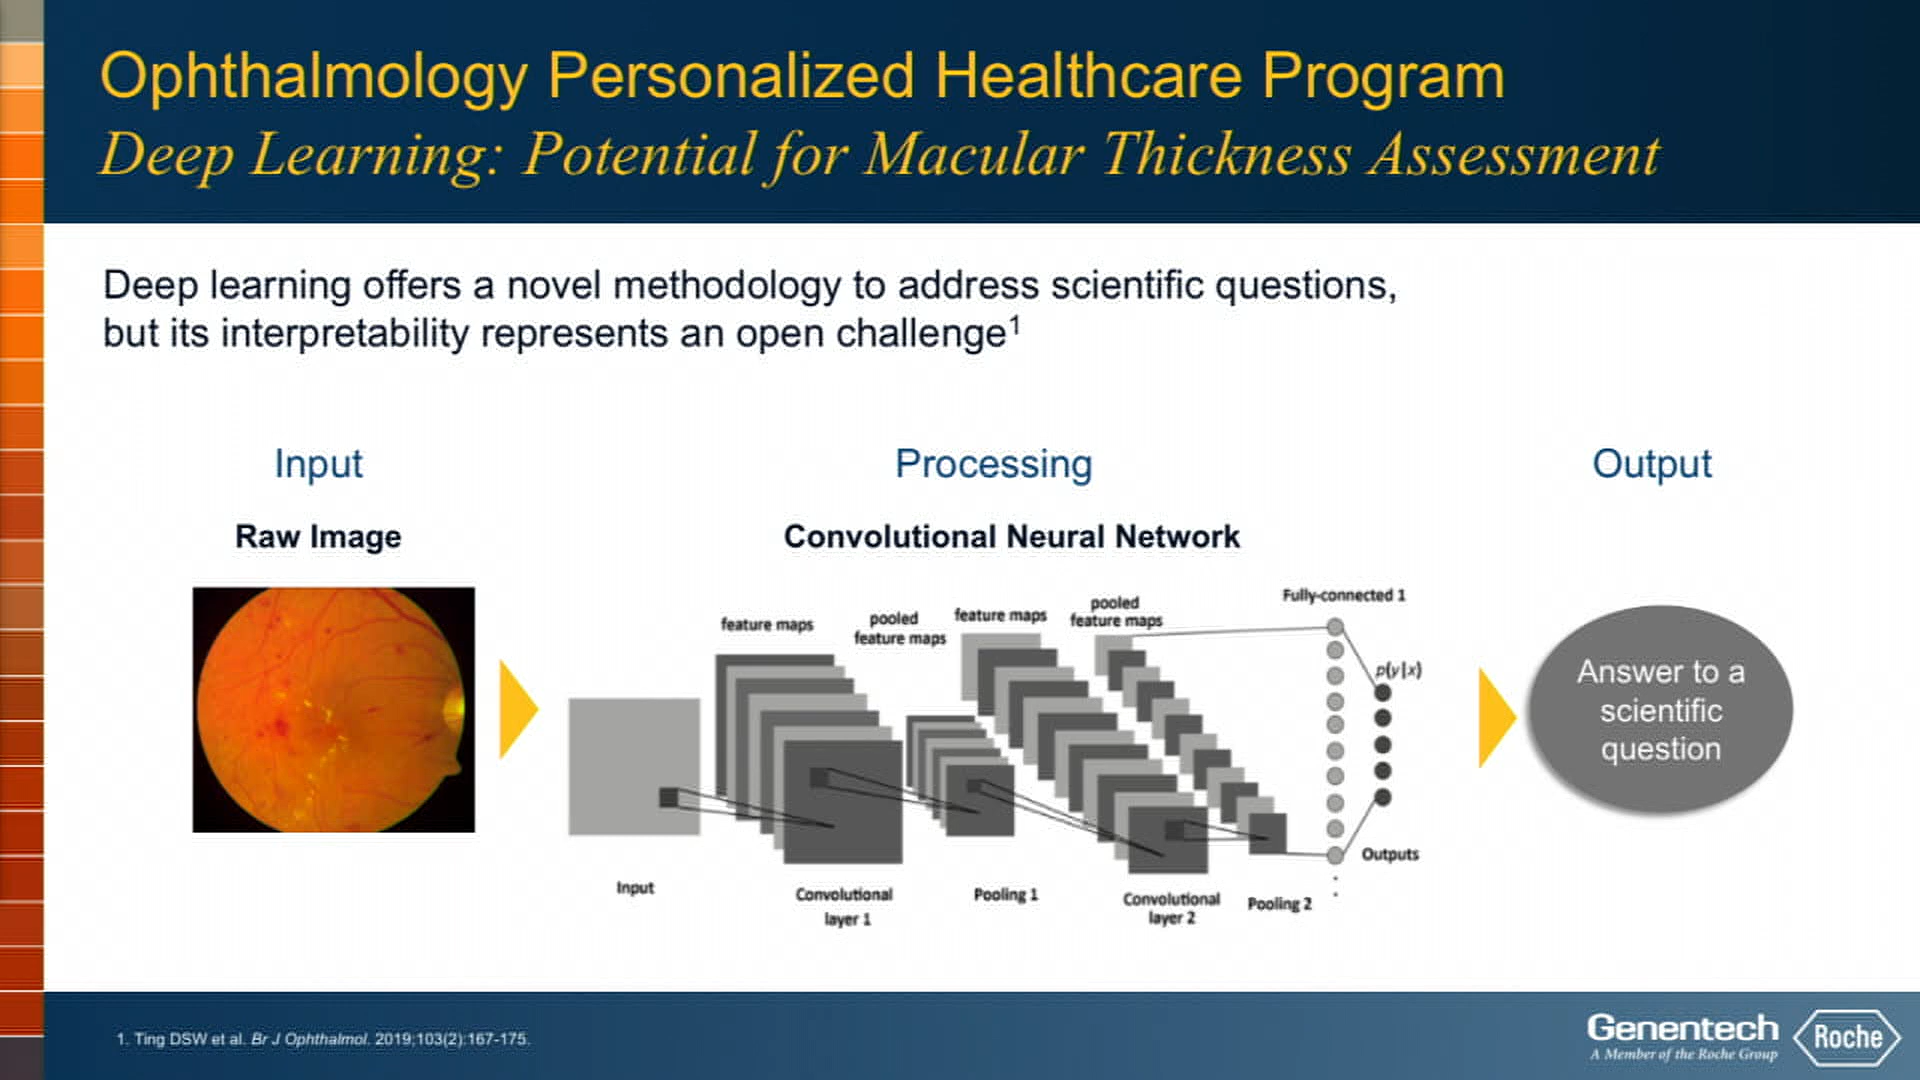 Ophthalmology Personalized Healthcare Program
Deep Learning: Potential for Macular Thickness Assessment
Deep learning offers a novel methodology to address scientific questions,
but its interpretability represents an open challenge1
Input
Processing
Output
Raw Image
Convolutional Neural Network
feature maps
pooled
feature maps
feature maps
pooled
feature maps
Fully-connected 1
p(y|x)
Answer to a
scientific
question
Outputs
Input
Convolutional
layer 1
Pooling 1
Convolutional
layer 2
Pooling 2
1. Ting DSW et al. Br J Ophthalmol. 2019;103(2):167-175.
Genentech
A Member of the Roche Group
Roche